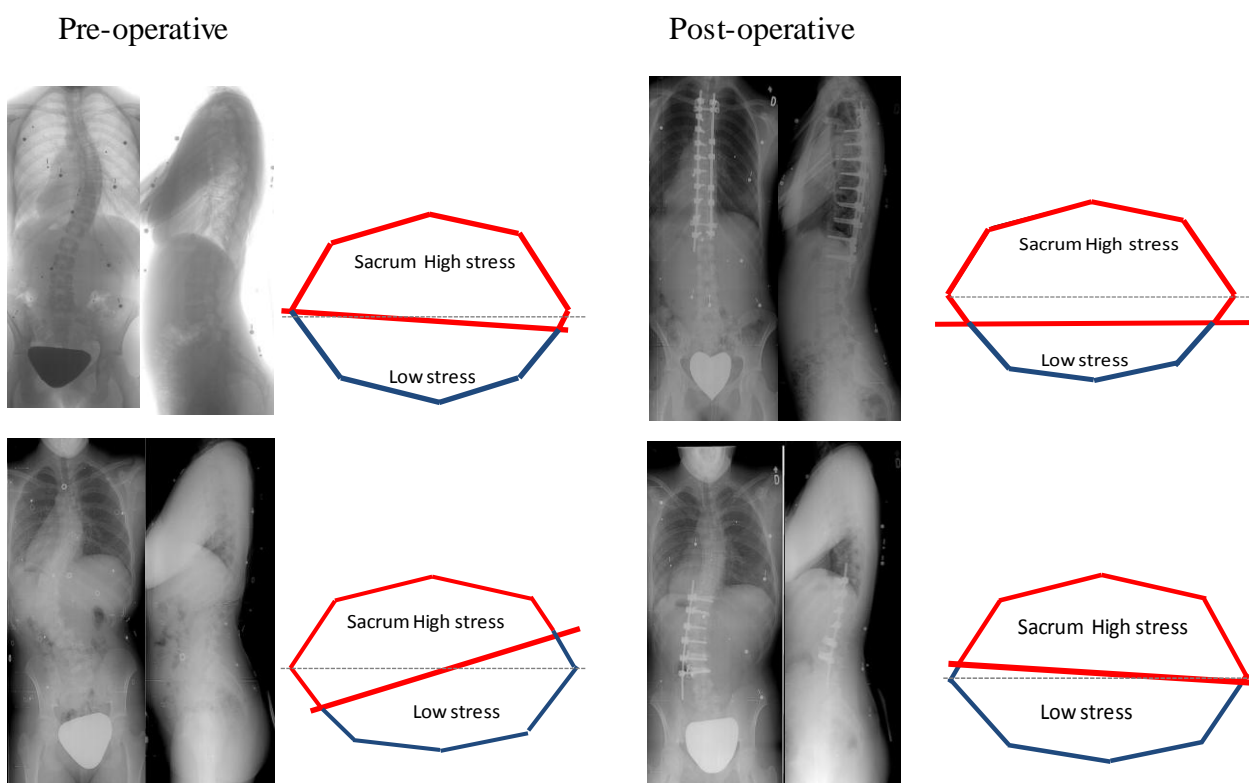 Pre-operative
Post-operative
Sacrum High stress
Low stress
D
Sacrum High stress
Low stress
Sacrum High stress
Low stress
D
Sacrum High stress
Low stress